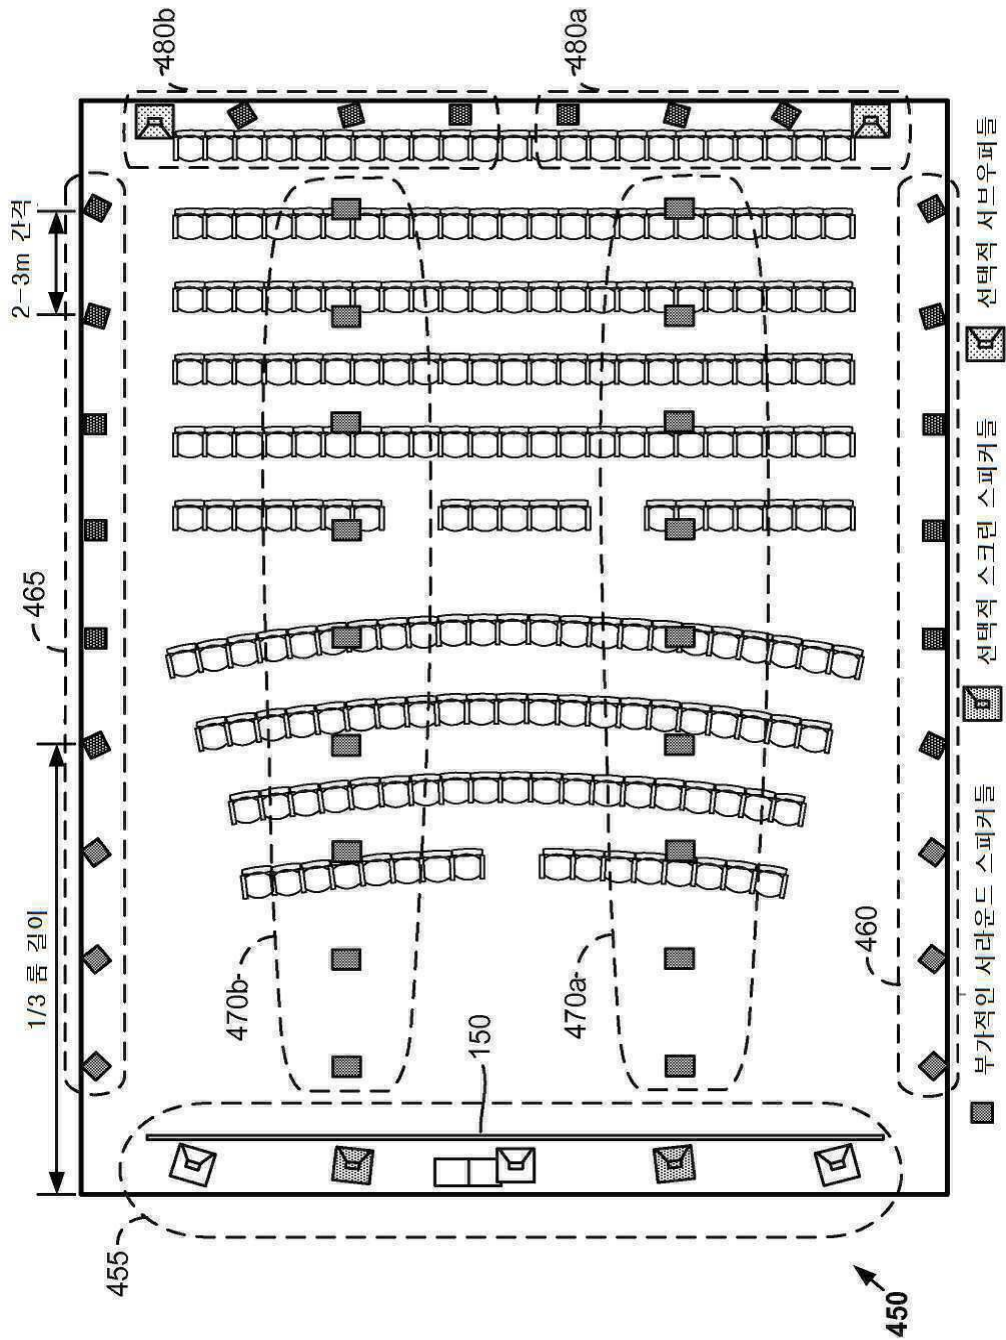 1/3 룸 길이
2-3m 간격
465
455
480b
470b
150
470a
480a
460
450
부가적인 서라운드 스피커들
선택적 스크린 스피커들
선택적 서브우퍼들